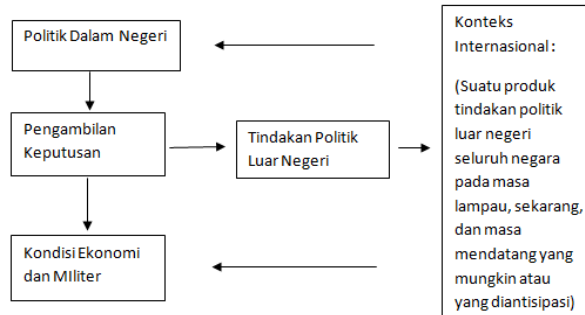 Politik Dalam Negeri
Pengambilan
Keputusan
Tindakan Politik
Luar Negeri
Kondisi Ekonomi
dan MIliter
Konteks
Internasional :
(Suatu produk
tindakan politik
luar negeri
seluruh negara
pada masa
lampau, sekarang,
dan masa
mendatang yang
mungkin atau
yang diantisipasi)